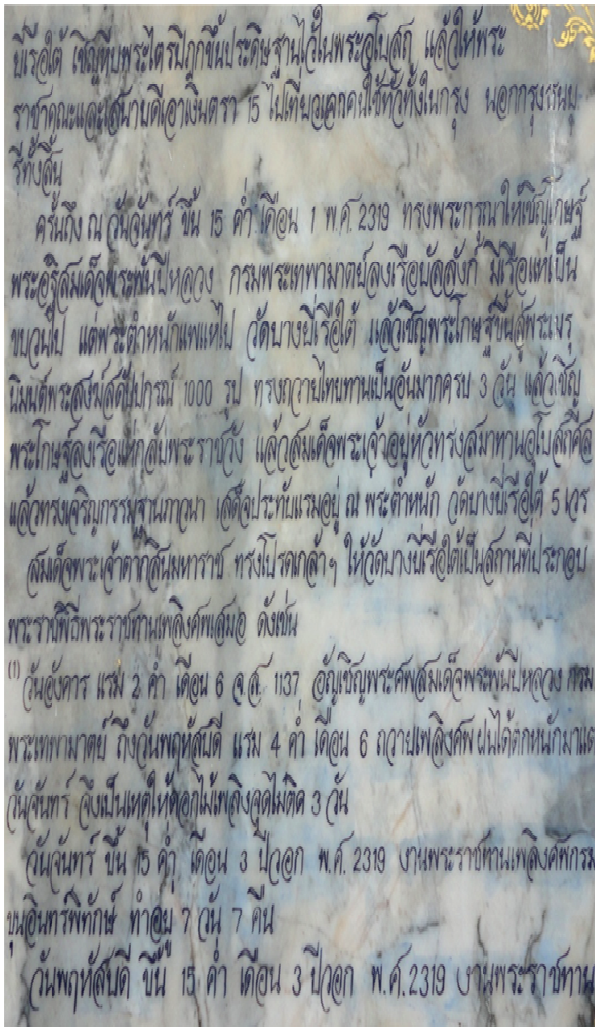 ยี่เรือใต้ เชิญหีบพระไตรปิฎกขึ้นประดิษฐานไว้ในพระอุโบสถ แล้วให้พระ
ราชาคณะและเสนาบดีเอาเงินตรา 15 ไปเที่ยวแจกคนใช้ทั่วทั้งในกรุง นอกกรุงธนบุ
รีทั้งสิ้น
ครั้นถึง ณ วันจันทร์ ขึ้น 15 ค่ำ เดือน 1 พ.ศ. 2319 ทรงพระกรุณาให้เชิญโกษฐ์
พระอัฐิสมเด็จพระพันปีหลวง กรมพระเทพามาตย์ลงเรือบัลลังก์ มีเรือแห่เป็น
ขบวนไป แต่พระตำหนักแพแห่ไป วัดบางยี่เรือใต้ แล้วเชิญพระโกษฐ์ขึ้นสู่พระเมรุ
นิมนต์พระสงฆ์สดัปปกรณ์ 1000 รูป ทรงถวายไทยทานเป็นอันมากครบ 3 วัน แล้วเชิญ
พระโกษฐ์ลงเรือแห่กลับพระราชวัง แล้วสมเด็จพระเจ้าอยู่หัวทรงสมาทานอุโบสถศีล
แล้วทรงเจริญกรรมฐานภาวนา เสด็จประทับแรมอยู่ ณ พระตำหนัก วัดบางยี่เรือใต้ 5 เวร
สมเด็จพระเจ้าตากสินมหาราช ทรงโปรดเกล้าฯ ให้วัดบางยี่เรือใต้เป็นสถานที่ประกอบ
พระราชพิธีพระราชทานเพลิงศพเสมอ ดังเช่น
(1) วันอังคาร แรม 2 ค่ำ เดือน 6 จ.ศ. 1137 อัญเชิญพระศพสมเด็จพระพันปีหลวง กรม
พระเทพามาตย์ ถึงวันพฤหัสบดี แรม 4 ค่ำ เดือน 6 ถวายเพลิงศพ ฝนได้ตกหนักมาแต่
วันจันทร์ จึงเป็นเหตุให้ดอกไม้เพลิงจุดไม่ติด 3 วัน
วันจันทร์ ขึ้น 15 ค่ำ เดือน 3 ปีวอก พ.ศ. 2319 งานพระราชทานเพลิงศพกรม
ขุนอินทรพิทักษ์ ทำอยู่ 7 วัน 7 คืน
วันพฤหัสบดี ขึ้น 15 ค่ำ เดือน 3 ปีวอก พ.ศ.2319 งานพระราชทาน